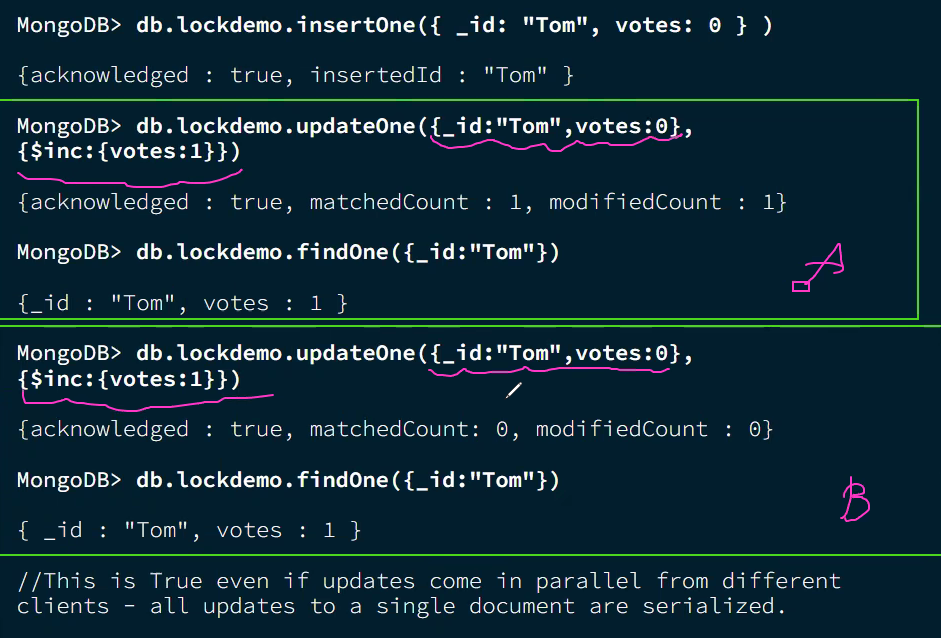 MongoDB> db.lockdemo.insertOne({ _id: "Tom", votes: 0 } )
{acknowledged : true, insertedId : "Tom" }
MongoDB> db.lockdemo.updateOne({_id:"Tom",votes:0},
{$inc:{votes:1}})
{acknowledged : true, matchedCount : 1, modifiedCount : 1}
MongoDB> db.lockdemo.findOne({_id:"Tom"})
A
{_id : "Tom", votes : 1 }
MongoDB> db.lockdemo.updateOne({_id:"Tom",votes:0},
{$inc:{votes:1}})
{acknowledged : true, matchedCount: 0, modifiedCount : 0}
MongoDB> db.lockdemo.findOne({_id:"Tom"})
B
{ _id : "Tom", votes : 1 }
//This is True even if updates come in parallel from different
clients - all updates to a single document are serialized.